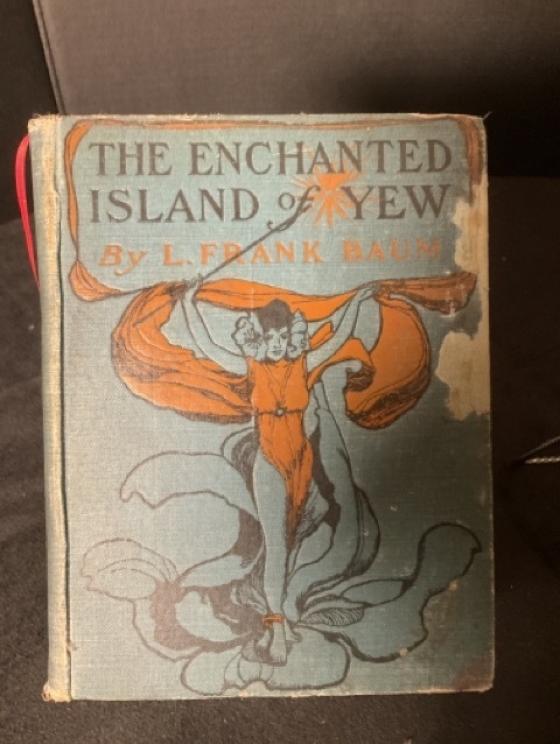 THE ENCHANTED
ISLAND of YEW
By L. FRANK BAUM